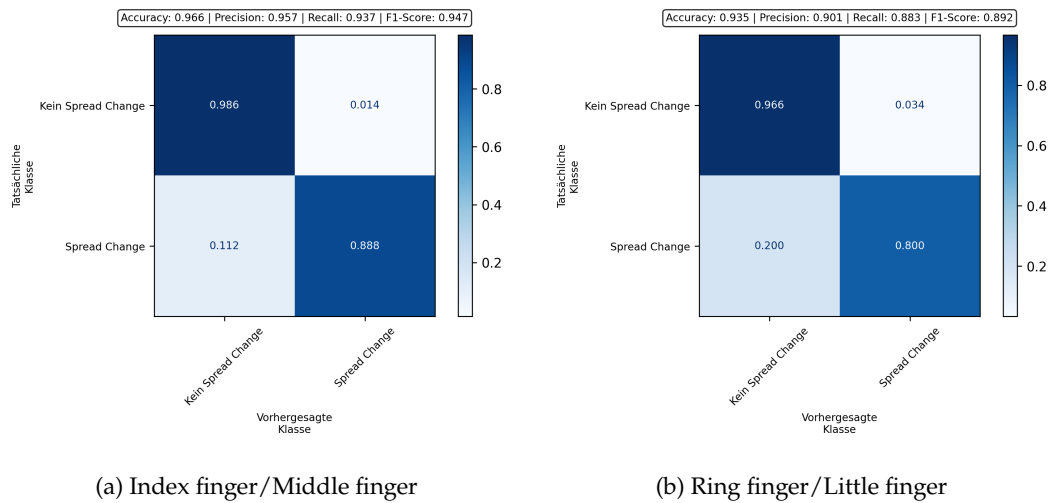 Accuracy: 0.966 | Precision: 0.957 | Recall: 0.937 | F1-Score: 0.947
Kein Spread Change
0.986
0.014
0.8
0.6
Tatsächliche
Klasse
0.4
Spread Change
0.112
0.888
0.2
Kein Spread Change
Spread Change
Vorhergesagte
Klasse
(a) Index finger/Middle finger
Accuracy: 0.935 | Precision: 0.901 | Recall: 0.883 | F1-Score: 0.892
Kein Spread Change
0.966
0.034
0.8
0.6
Tatsächliche
Klasse
0.4
Spread Change
0.200
0.800
0.2
Kein Spread Change
Spread Change
Vorhergesagte
Klasse
(b) Ring finger/Little finger